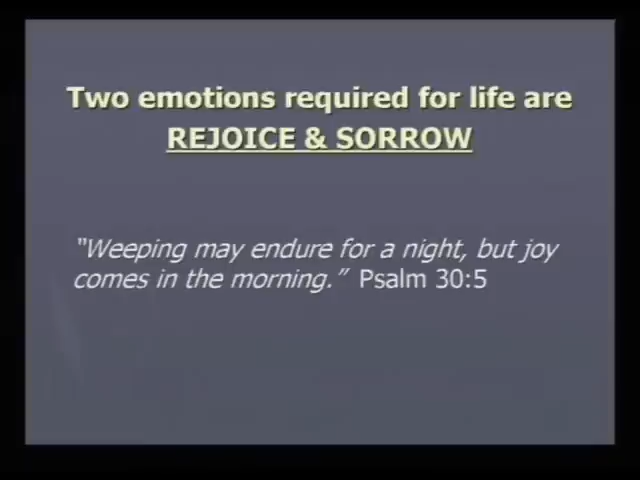 Two emotions required for life are
REJOICE & SORROW
“Weeping may endure for a night, but joy
comes in the morning.” Psalm 30:5